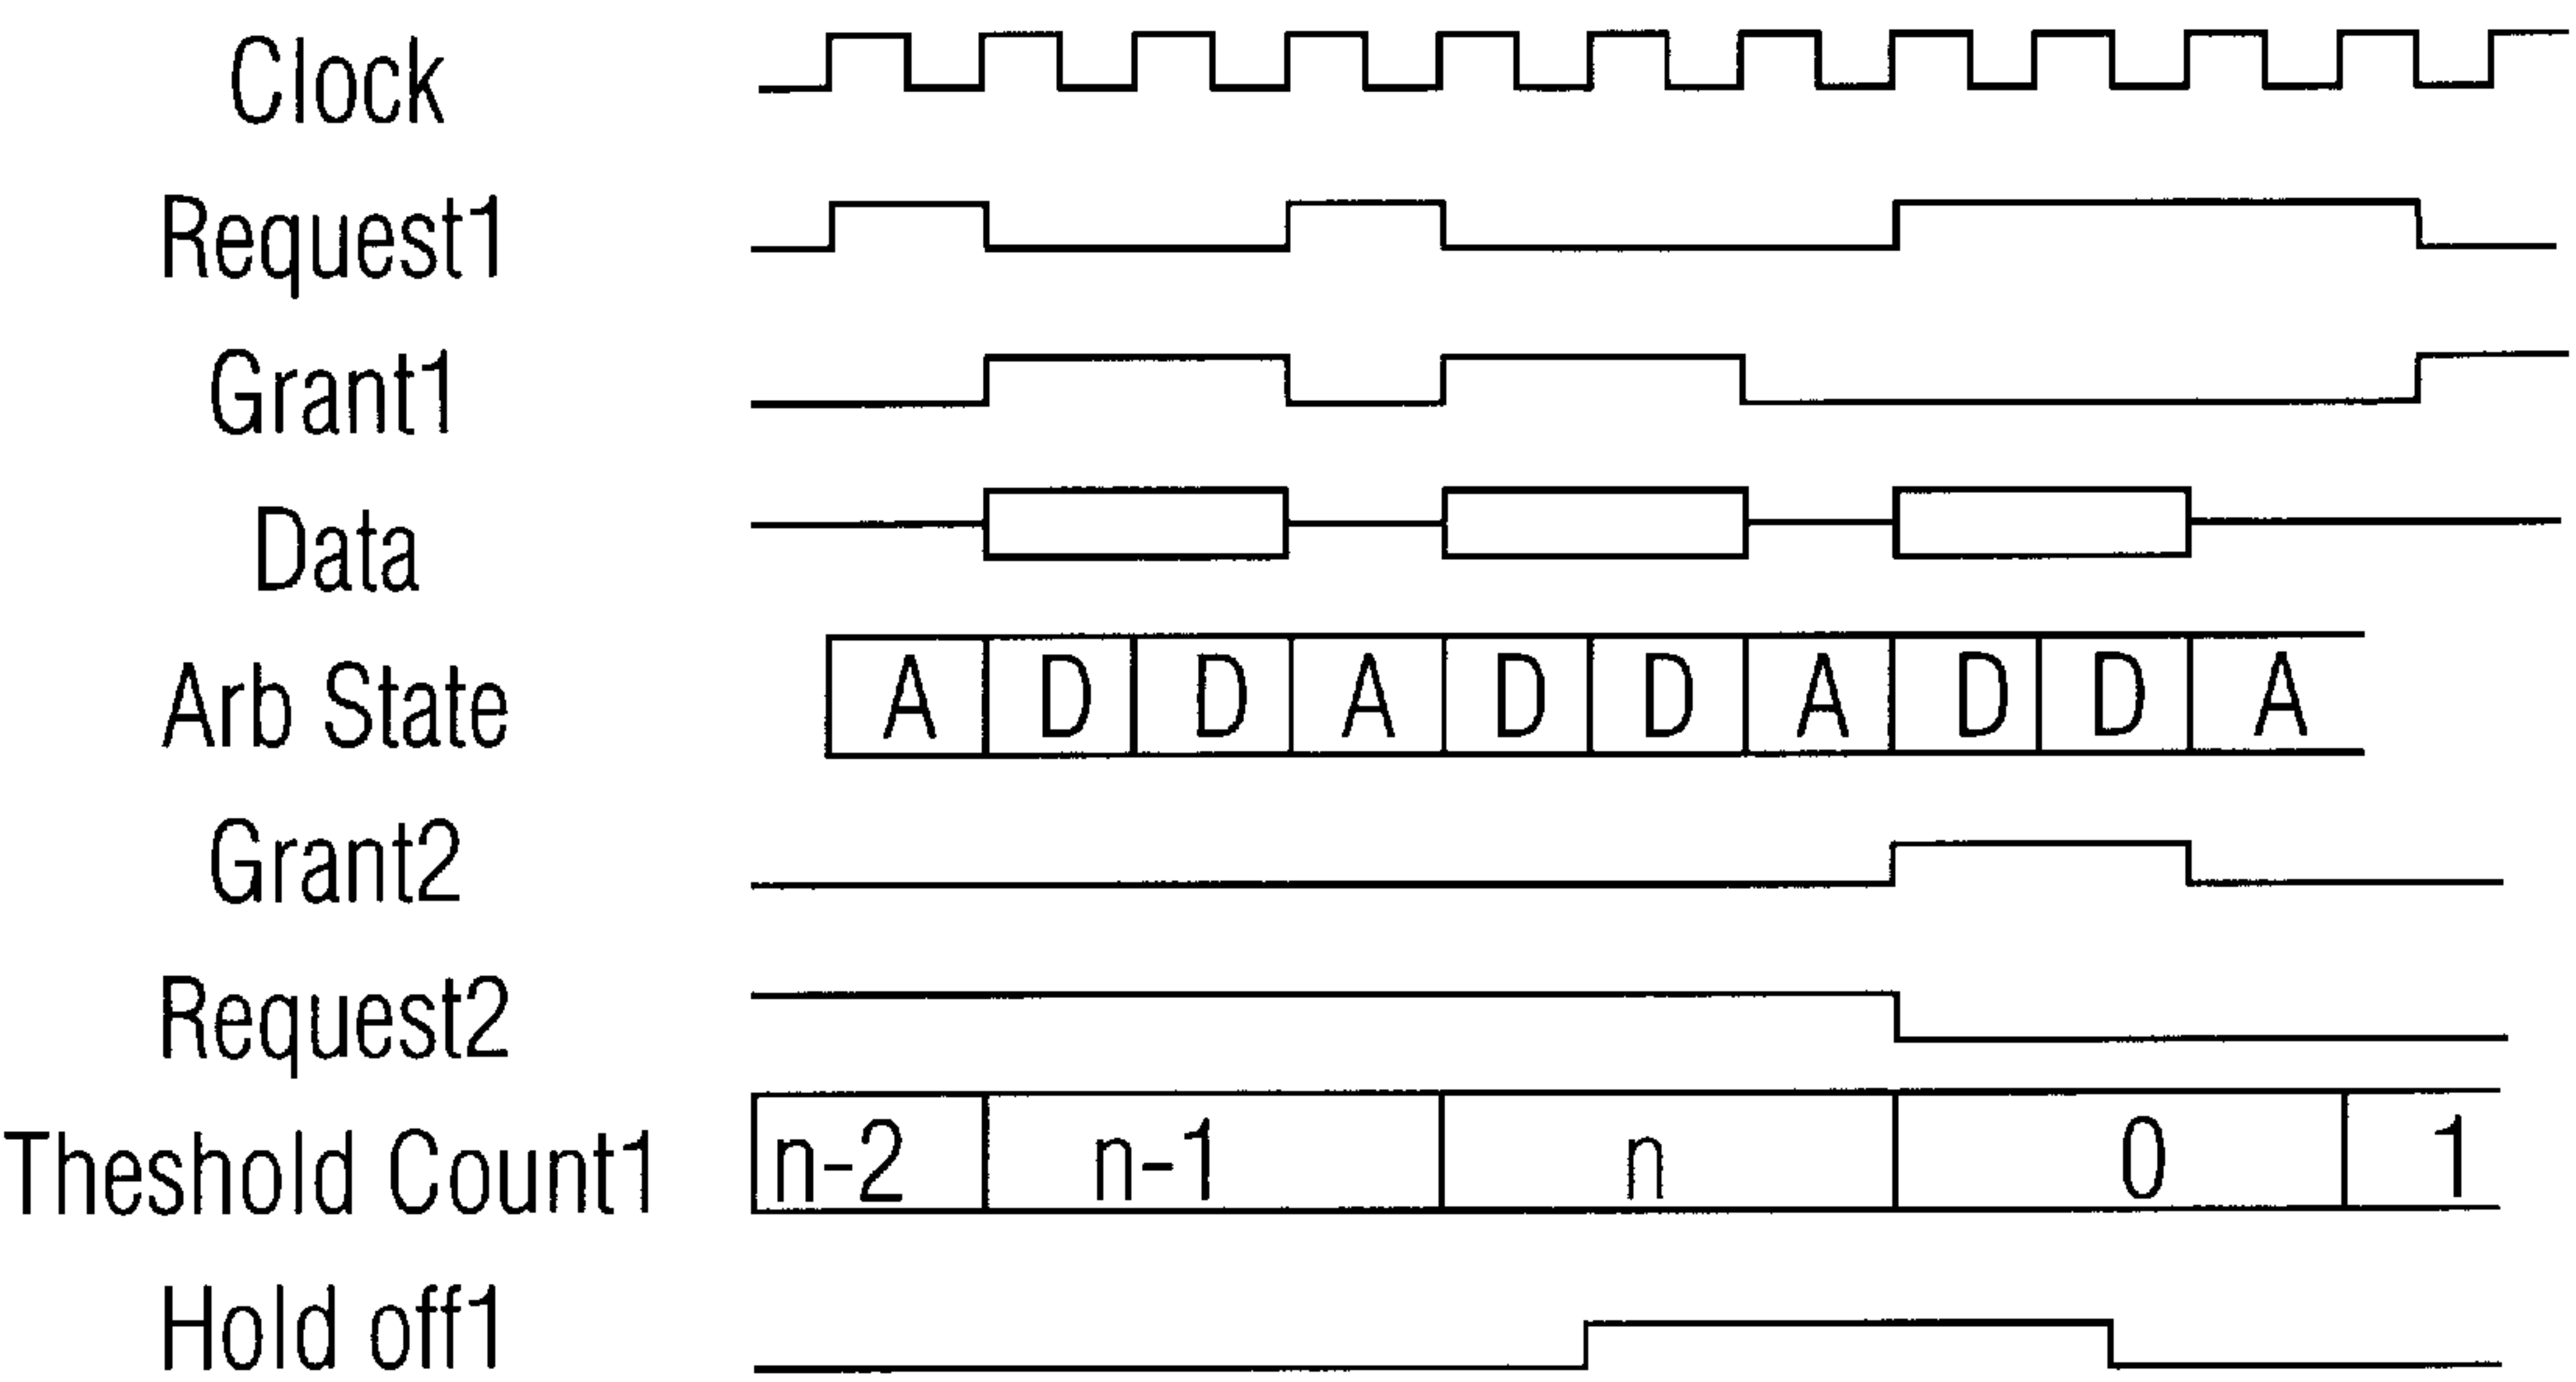 Clock
Request1
Grant1
Data
Arb State A D D A D D A D D A
Grant2
Request2
Theshold Count1 n-2 n-1 n 0 1
Hold off1